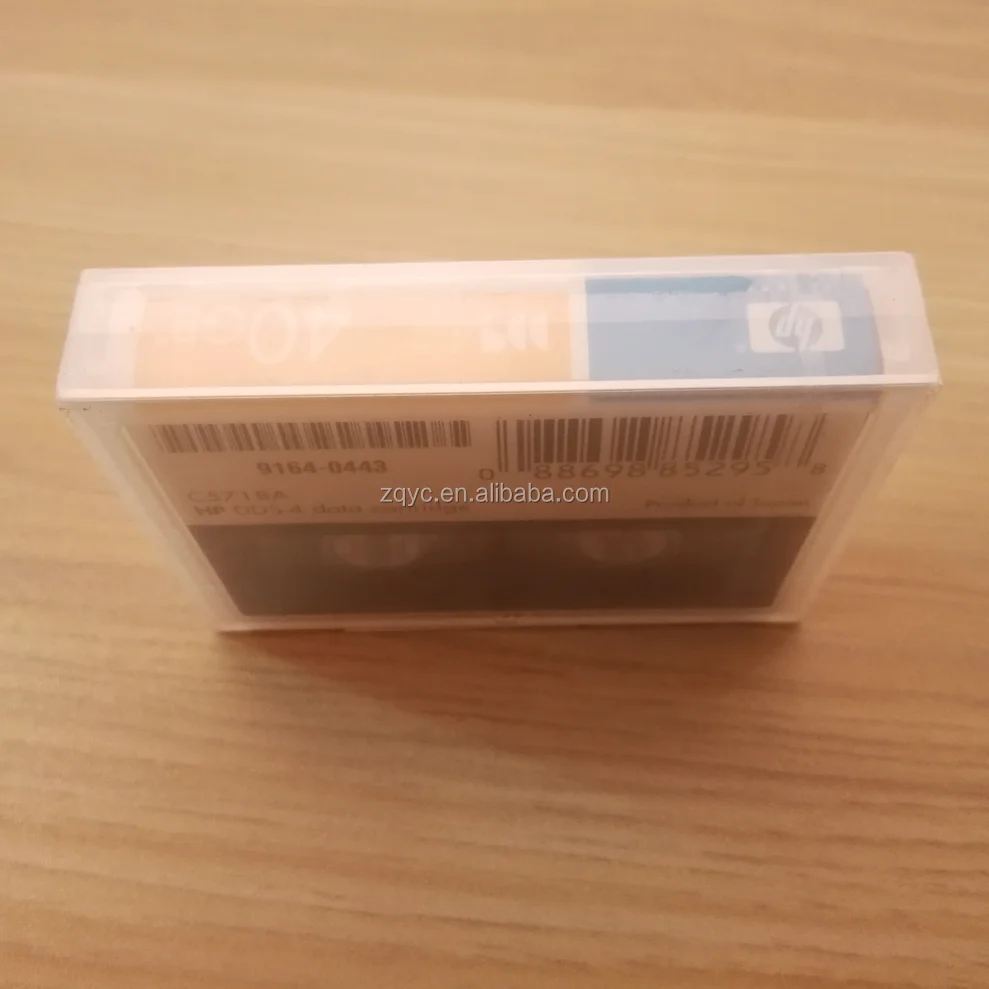 40GB
hp
9164-0443
0 88698 85295 8
C5718A
HP DDS-4 data cartridge
Product of
zqyc.en.alibaba.com